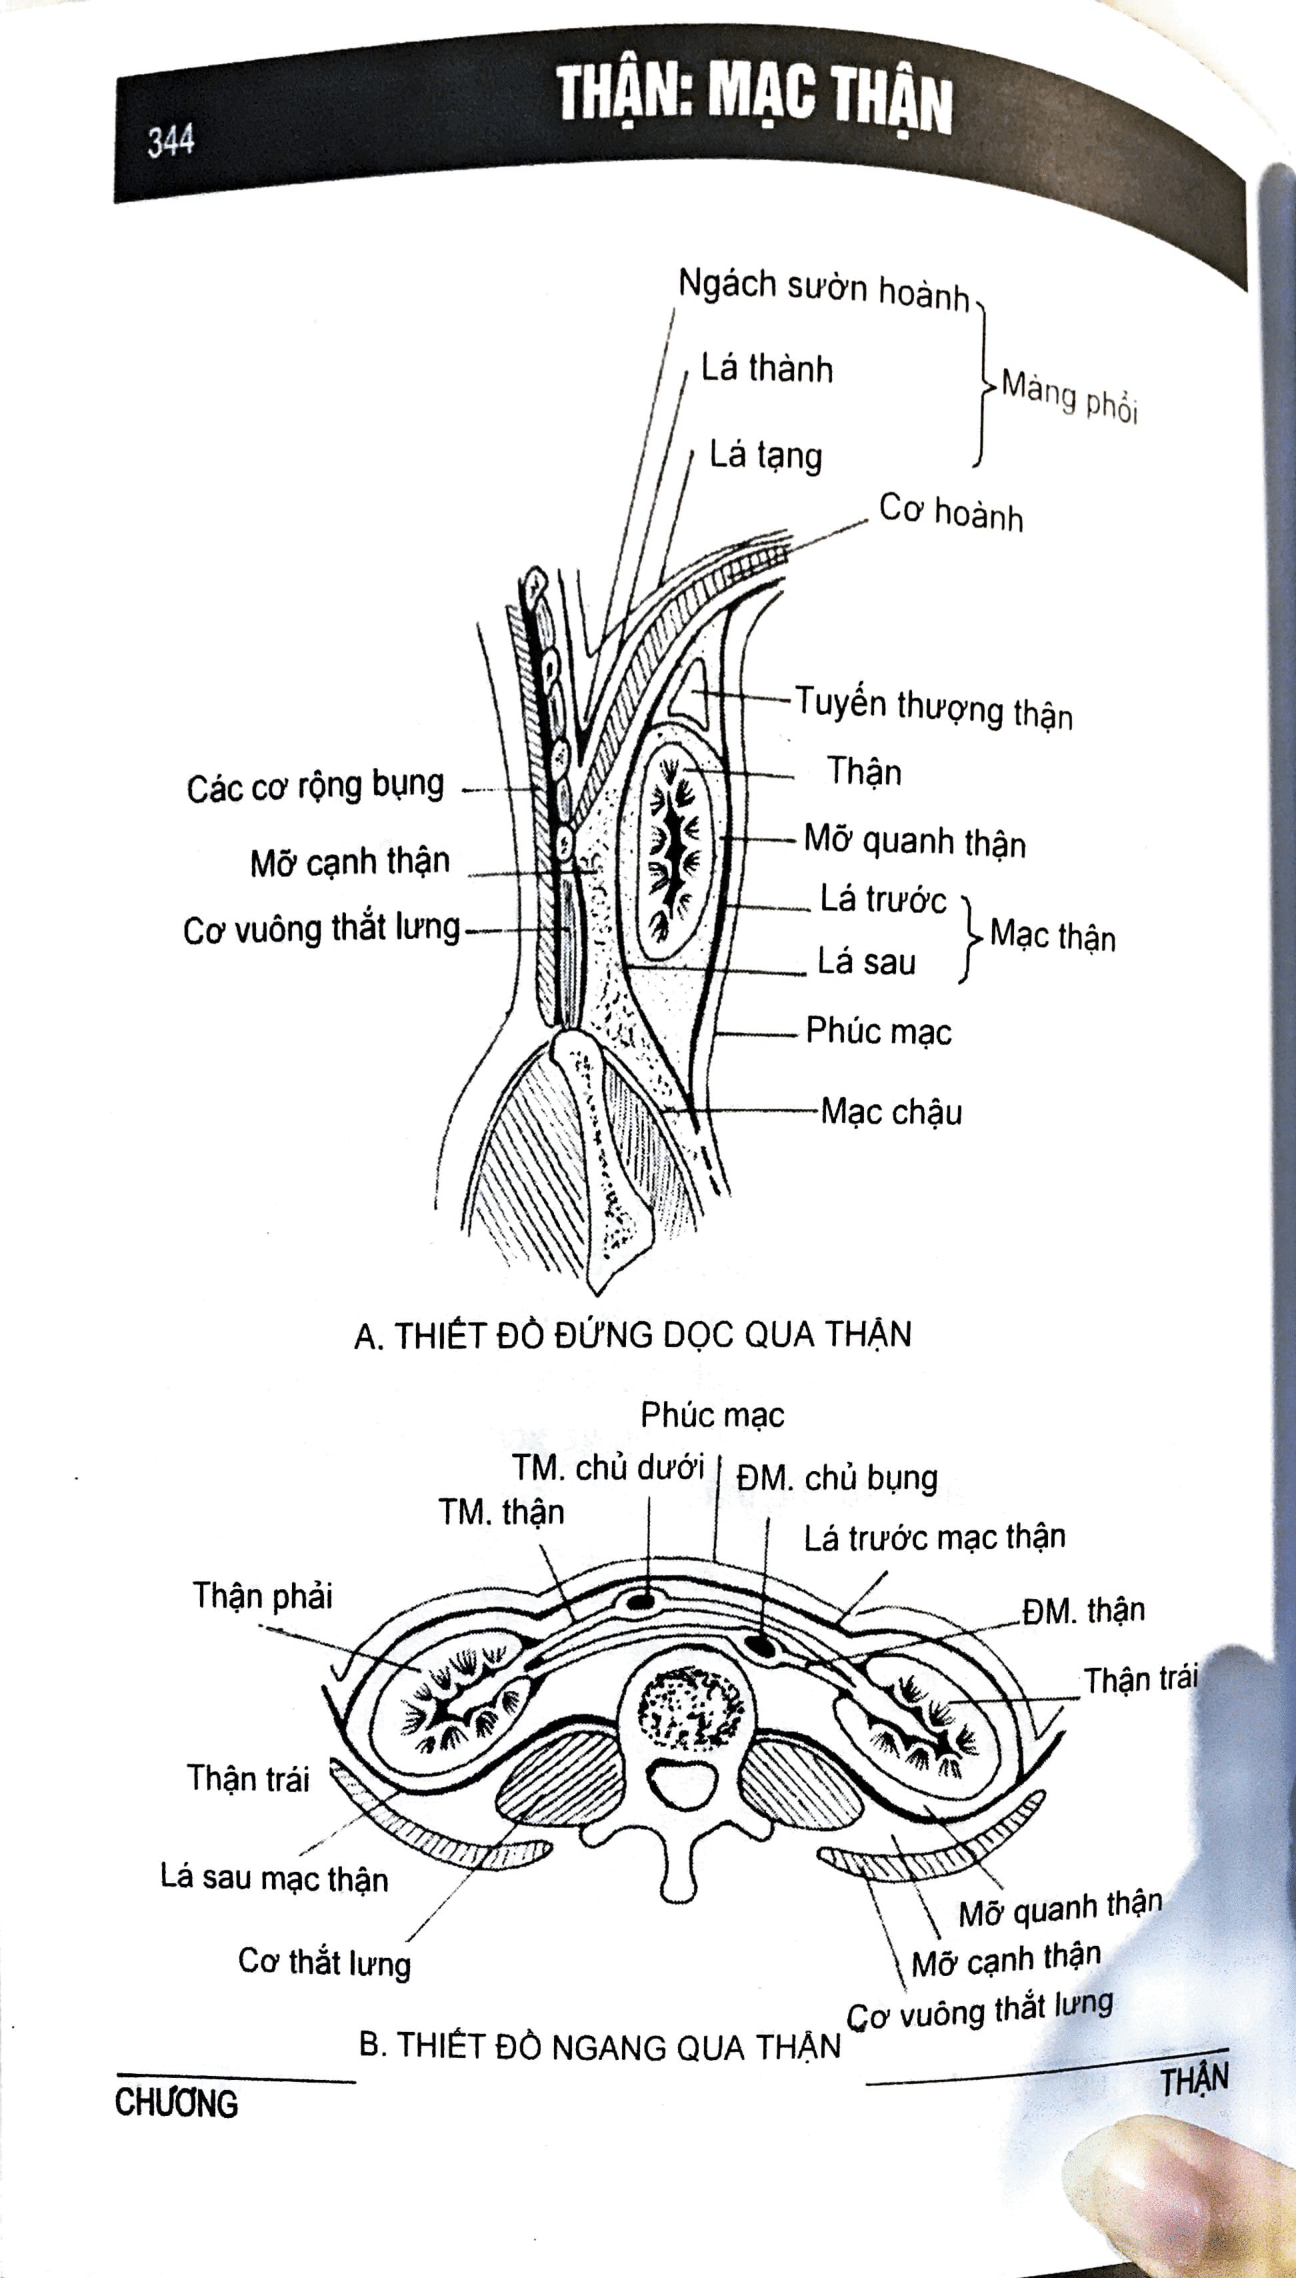 344
THẬN: MẠC THẬN
Ngách sườn hoành
Lá thành
Màng phổi
Lá tạng
Cơ hoành
Tuyến thượng thận
Thận
Các cơ rộng bụng
Mỡ quanh thận
Mỡ cạnh thận
Lá trước
Cơ vuông thắt lưng
Mạc thận
Lá sau
Phúc mạc
Mạc chậu
A. THIẾT ĐỒ ĐỨNG DỌC QUA THẬN
Phúc mạc
TM. chủ dưới
ĐM. chủ bụng
TM. thận
Lá trước mạc thận
Thận phải
ĐM. thận
Thận trái
Thận trái
Lá sau mạc thận
Mỡ quanh thận
Cơ thắt lưng
Mỡ cạnh thận
Cơ vuông thắt lưng
B. THIẾT ĐỒ NGANG QUA THẬN
CHƯƠNG
THẬN